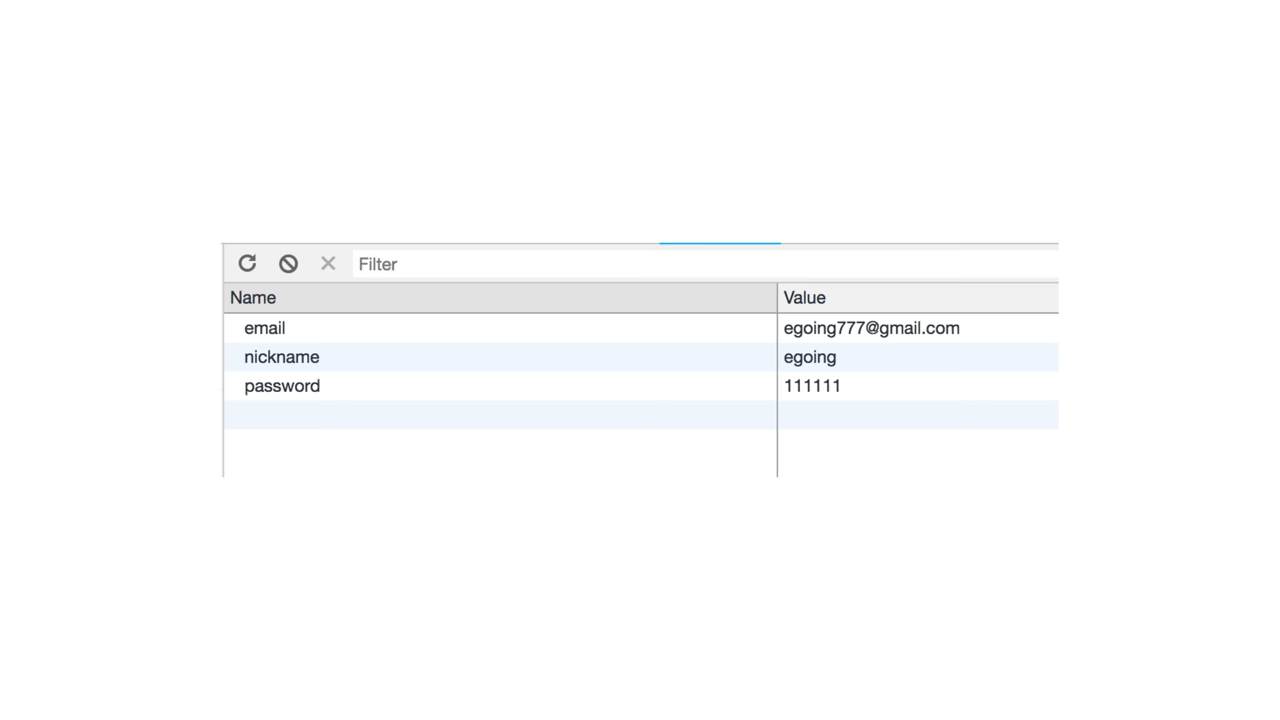 Filter
Name Value
email egoing777@gmail.com
nickname egoing
password 111111